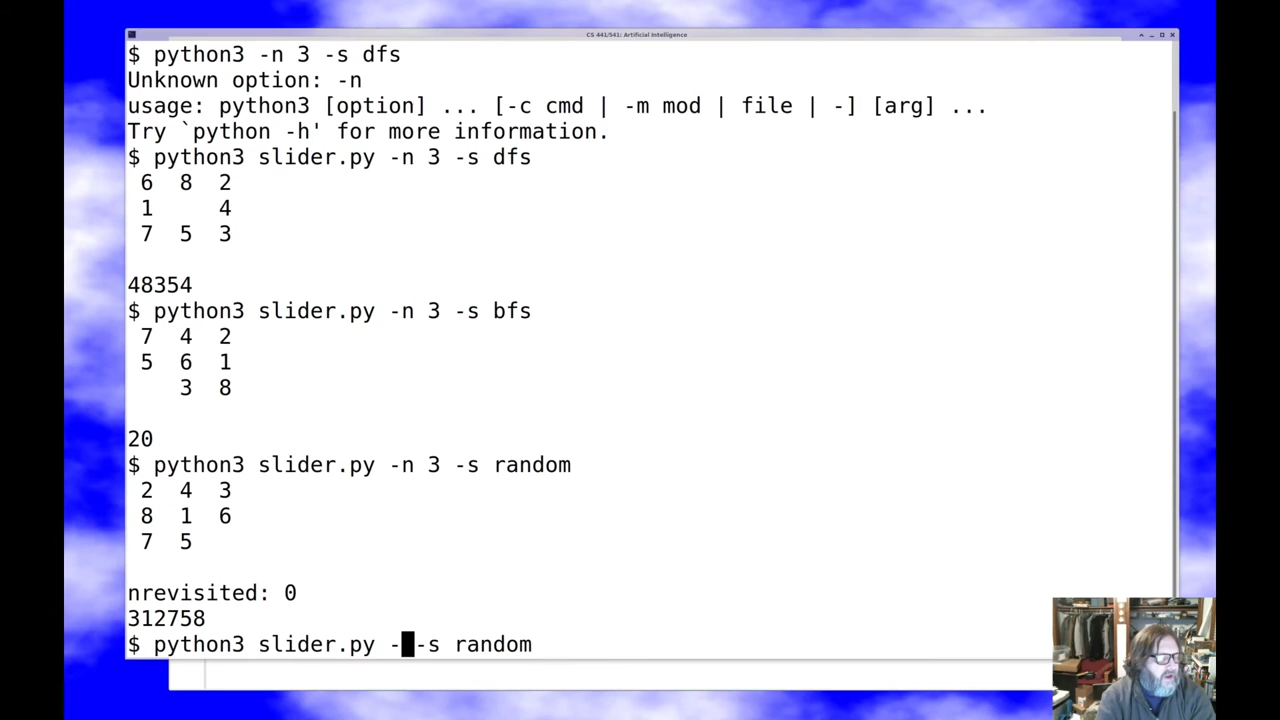 CS 441/541: Artificial Intelligence
$ python3 -n 3 -s dfs
Unknown option: -n
usage: python3 [option] ... [-c cmd | -m mod | file | -] [arg] ...
Try `python -h' for more information.
$ python3 slider.py -n 3 -s dfs
6 8 2
1 4
7 5 3
48354
$ python3 slider.py -n 3 -s bfs
7 4 2
5 6 1
3 8
20
$ python3 slider.py -n 3 -s random
2 4 3
8 1 6
7 5
nrevisited: 0
312758
$ python3 slider.py - -s random